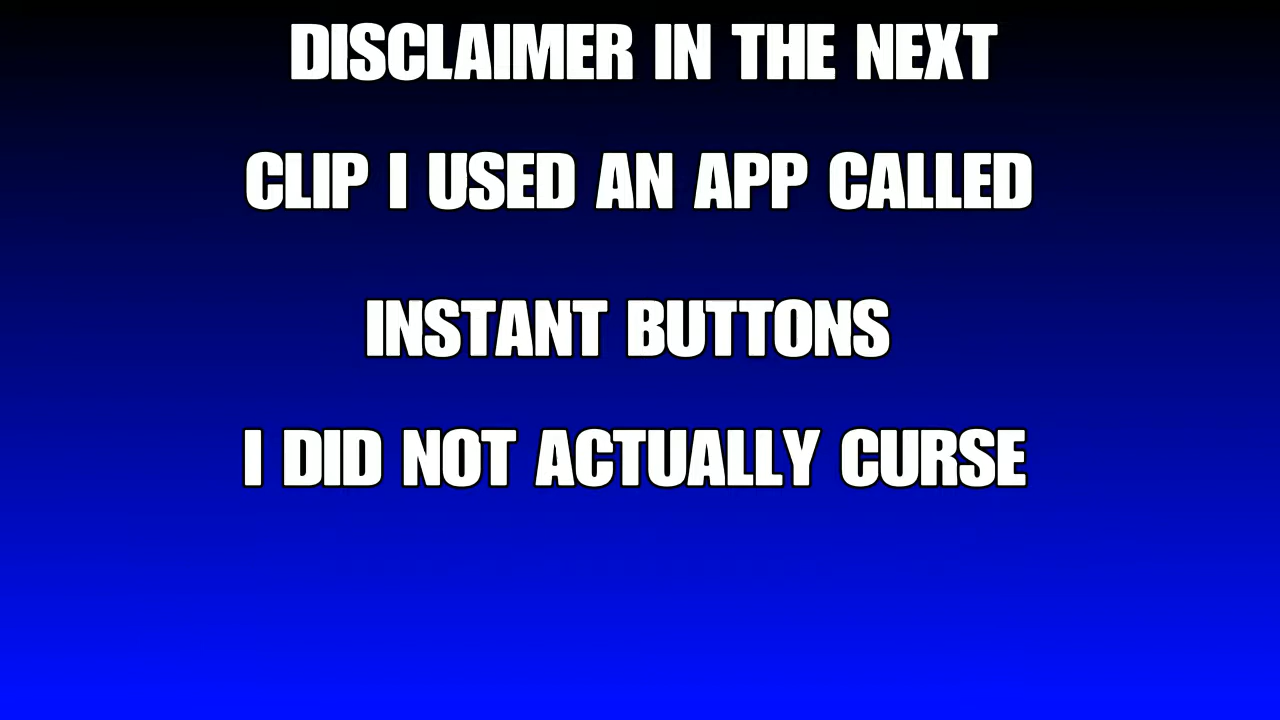 DISCLAIMER IN THE NEXT
CLIP I USED AN APP CALLED
INSTANT BUTTONS
I DID NOT ACTUALLY CURSE